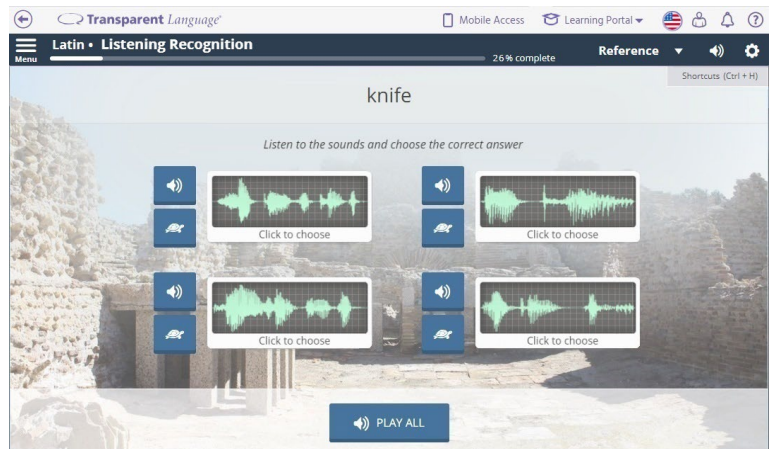 Transparent Language®
Mobile Access
Learning Portal
Menu
Latin • Listening Recognition
26% complete
Reference
Shortcuts (Ctrl + H)
knife
Listen to the sounds and choose the correct answer
Click to choose
Click to choose
Click to choose
Click to choose
PLAY ALL